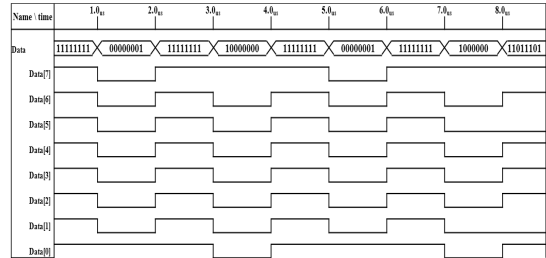 Name \ time 1.0us 2.0us 3.0us 4.0us 5.0us 6.0us 7.0us 8.0us
Data 11111111 00000001 11111111 10000000 11111111 00000001 11111111 1000000 11011101
Data[7]
Data[6]
Data[5]
Data[4]
Data[3]
Data[2]
Data[1]
Data[0]